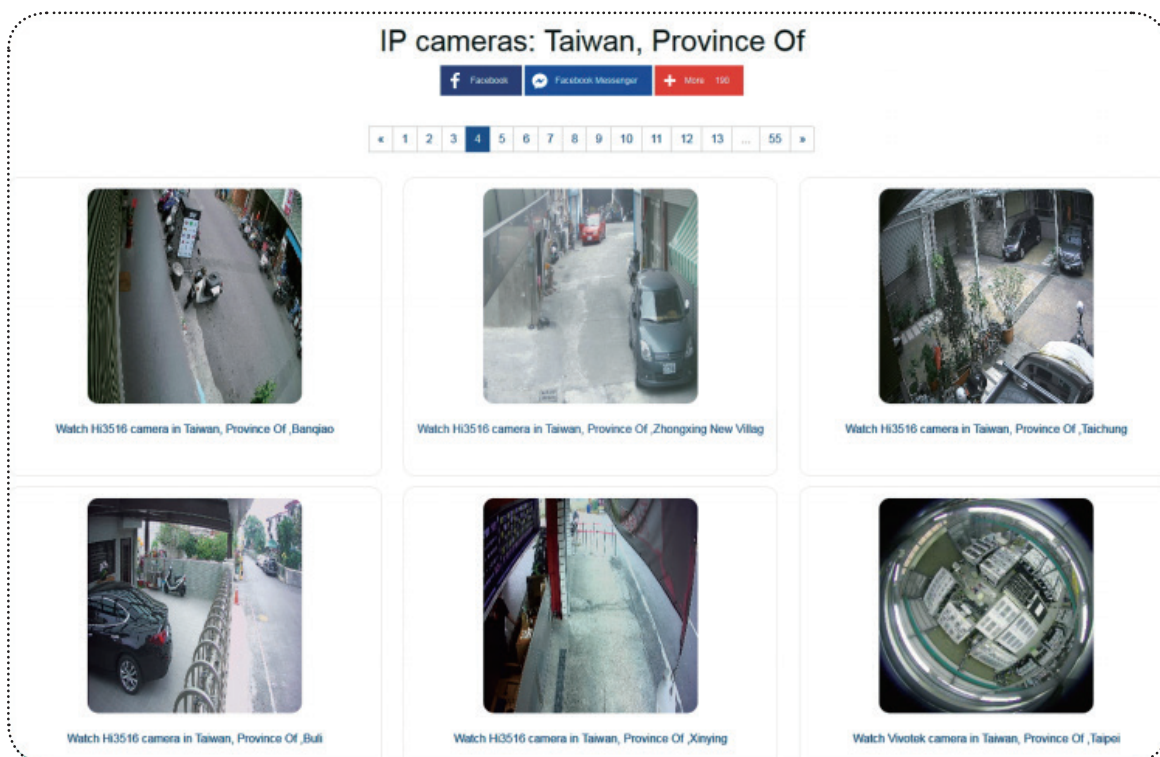 IP cameras: Taiwan, Province Of
Facebook Facebook Messenger More 190
« 1 2 3 4 5 6 7 8 9 10 11 12 13 ... 55 »
Watch Hi3516 camera in Taiwan, Province Of ,Banqiao
Watch Hi3516 camera in Taiwan, Province Of ,Zhongxing New Villag
Watch Hi3516 camera in Taiwan, Province Of ,Taichung
Watch Hi3516 camera in Taiwan, Province Of ,Buli
Watch Hi3516 camera in Taiwan, Province Of ,Xinying
Watch Vivotek camera in Taiwan, Province Of ,Taipei